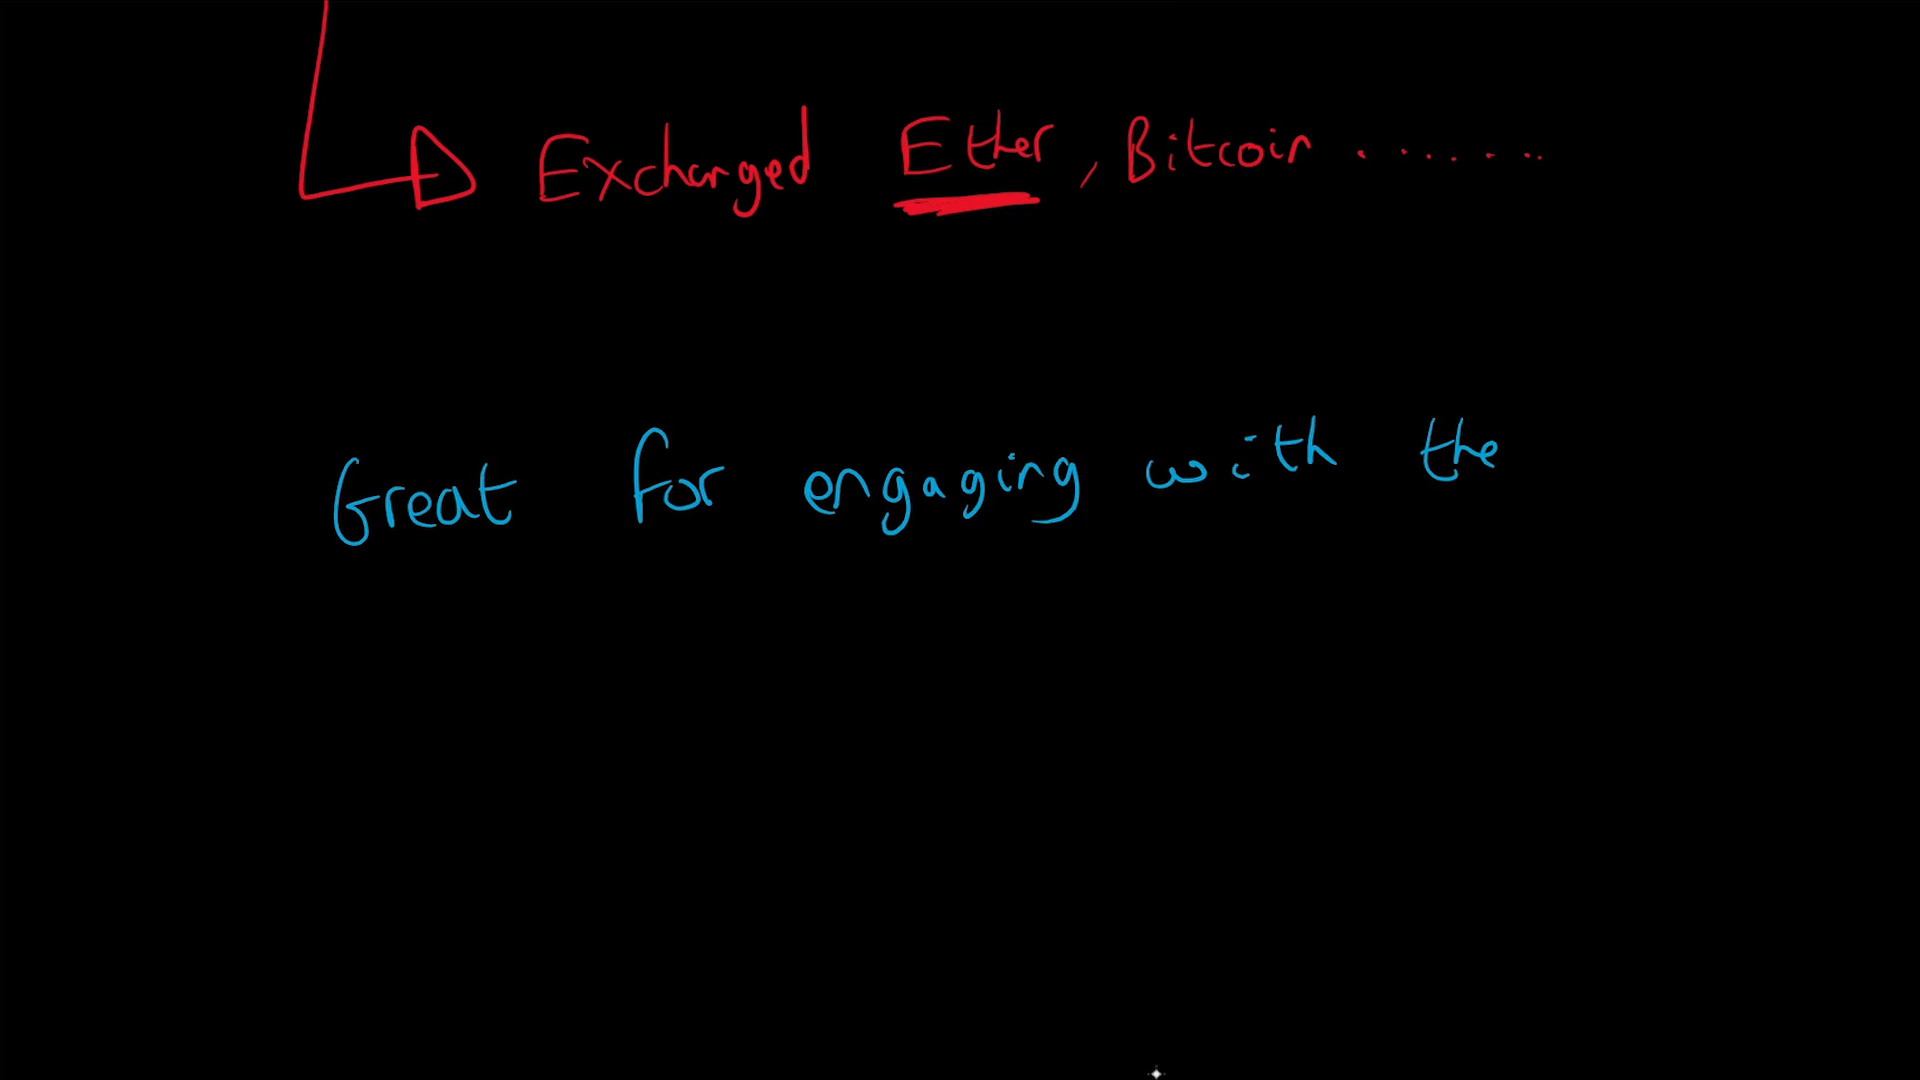 Exchanged Ether, Bitcoin .......
Great for engaging with the